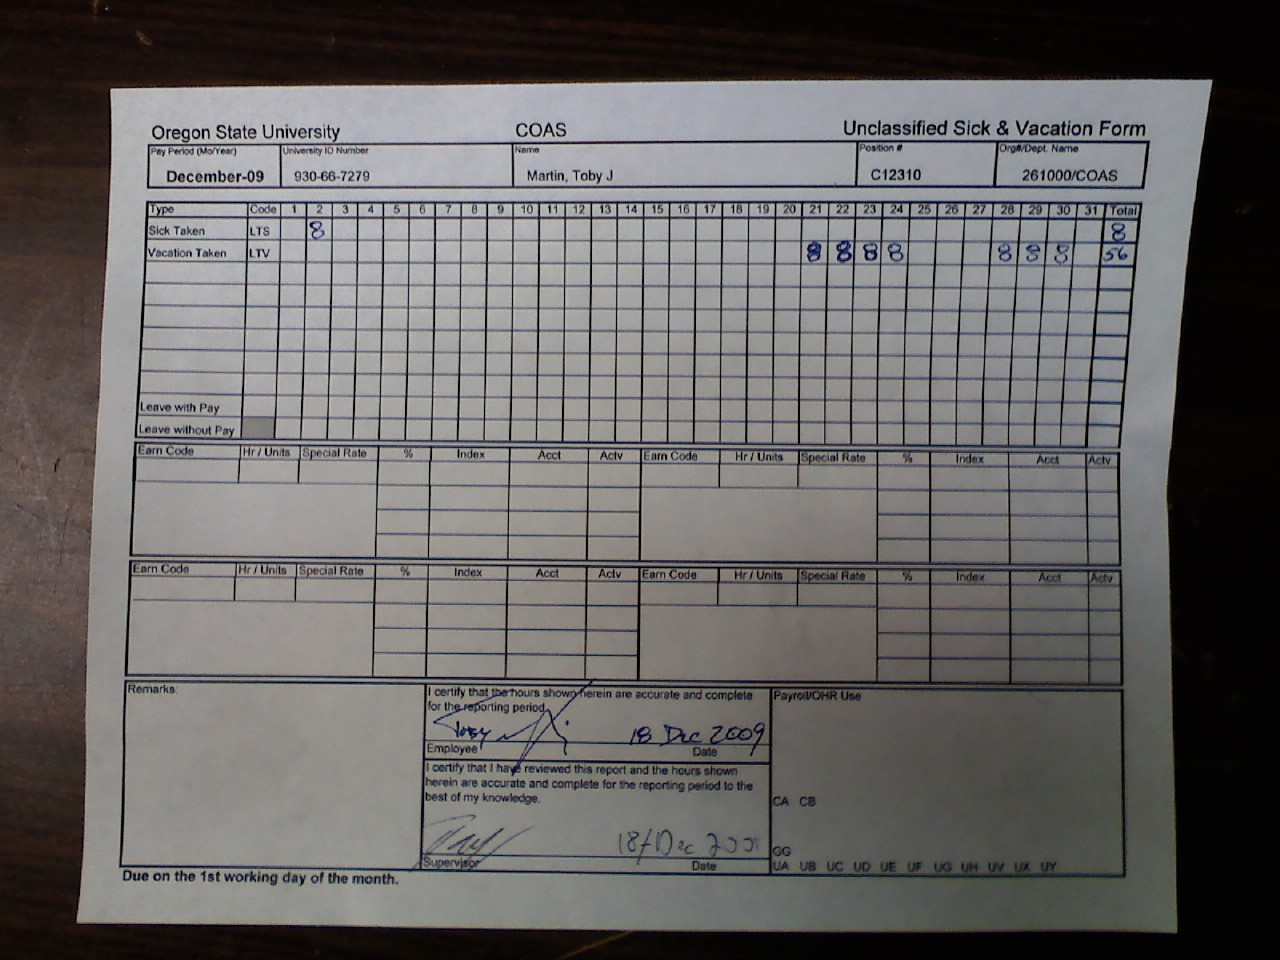 Oregon State University COAS Unclassified Sick & Vacation Form
Pay Period (Mo/Year) University ID Number Name Position # Org#/Dept. Name
December-09 930-66-7279 Martin, Toby J C12310 261000/COAS
Type Code 1 2 3 4 5 6 7 8 9 10 11 12 13 14 15 16 17 18 19 20 21 22 23 24 25 26 27 28 29 30 31 Total
Sick Taken LTS 8 8
Vacation Taken LTV 8 8 8 8 8 8 8 56
Leave with Pay
Leave without Pay
Earn Code Hr / Units Special Rate % Index Acct Actv Earn Code Hr / Units Special Rate % Index Acct Actv
Earn Code Hr / Units Special Rate % Index Acct Actv Earn Code Hr / Units Special Rate % Index Acct Actv
Remarks: I certify that the hours shown herein are accurate and complete Payroll/OHR Use
for the reporting period.
Toby 18 Dec 2009
Employee Date
I certify that I have reviewed this report and the hours shown
herein are accurate and complete for the reporting period to the
best of my knowledge.
CA CB
18/Dec
GG
Supervisor Date
UA UB UC UD UE UF UG UH UV UX UY
Due on the 1st working day of the month.